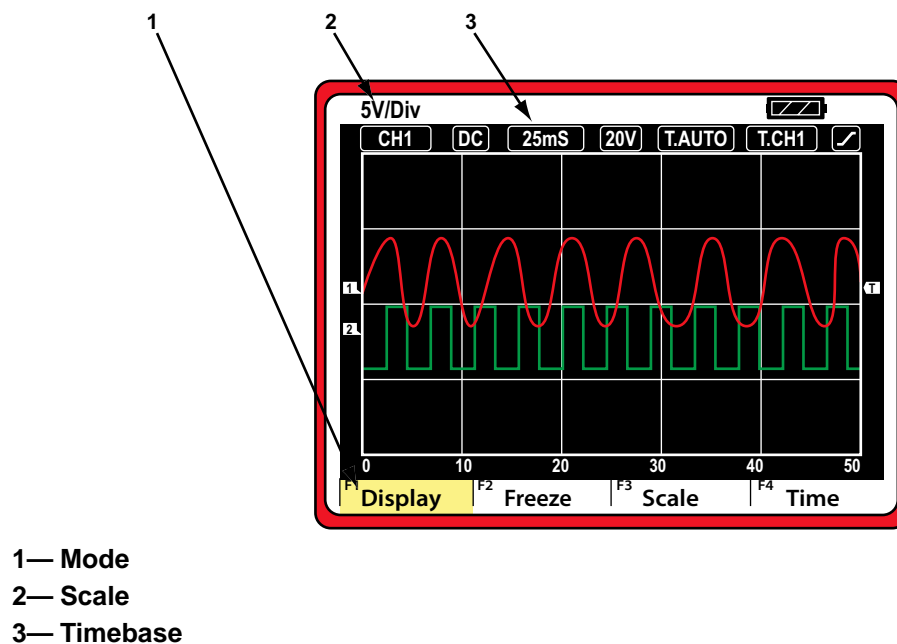 1 2 3
5V/Div
CH1 DC 25mS 20V T.AUTO T.CH1
1 T
2
0 10 20 30 40 50
F1 Display F2 Freeze F3 Scale F4 Time
1— Mode
2— Scale
3— Timebase